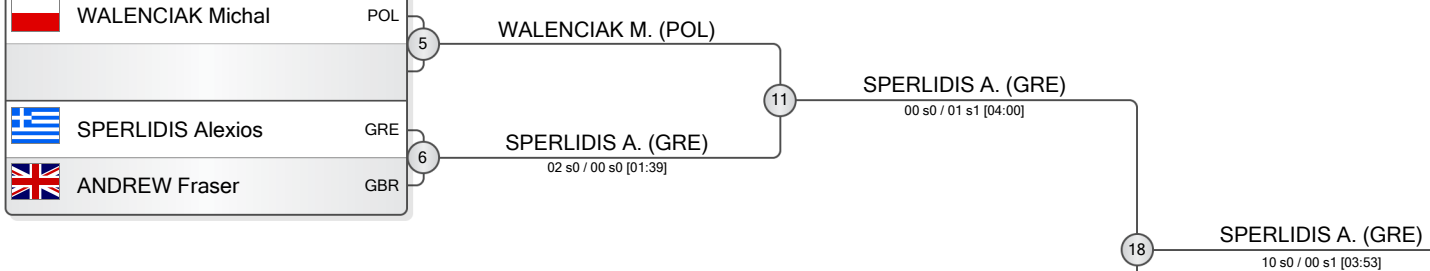 WALENCIAK Michal POL
5
WALENCIAK M. (POL)
11
SPERLIDIS A. (GRE)
00 s0 / 01 s1 [04:00]
SPERLIDIS Alexios GRE
6
SPERLIDIS A. (GRE)
02 s0 / 00 s0 [01:39]
ANDREW Fraser GBR
18
SPERLIDIS A. (GRE)
10 s0 / 00 s1 [03:53]